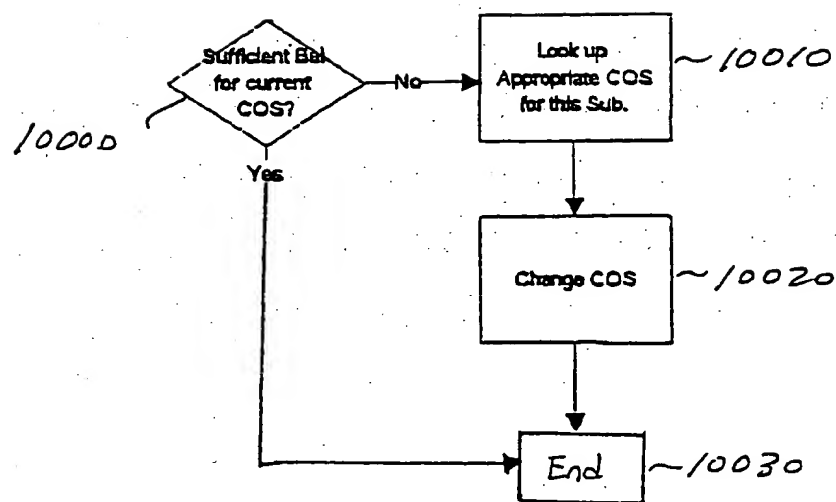 Sufficient Bal
for current
COS?
No
Look up
Appropriate COS
for this Sub.
10010
10000
Yes
Change COS
10020
End
10030